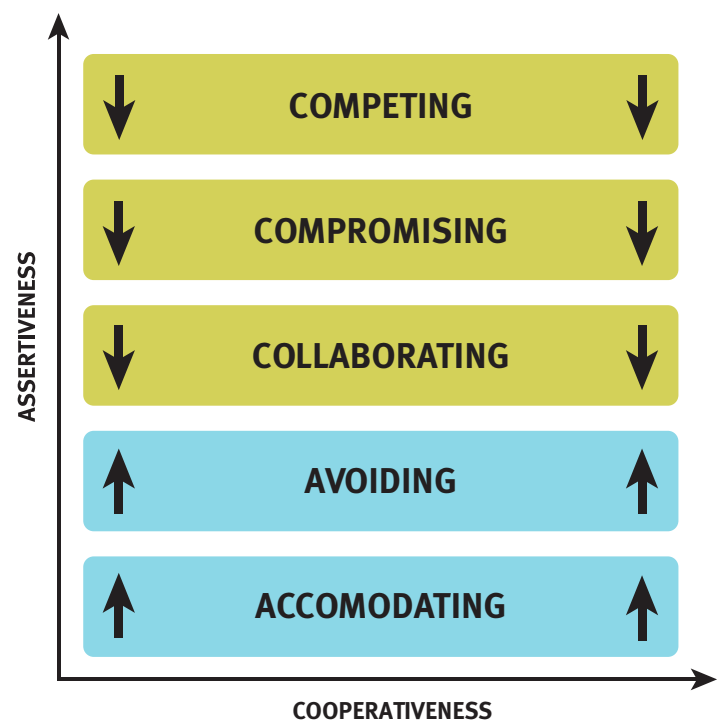 COMPETING
COMPROMISING
COLLABORATING
AVOIDING
ACCOMODATING
ASSERTIVENESS
COOPERATIVENESS